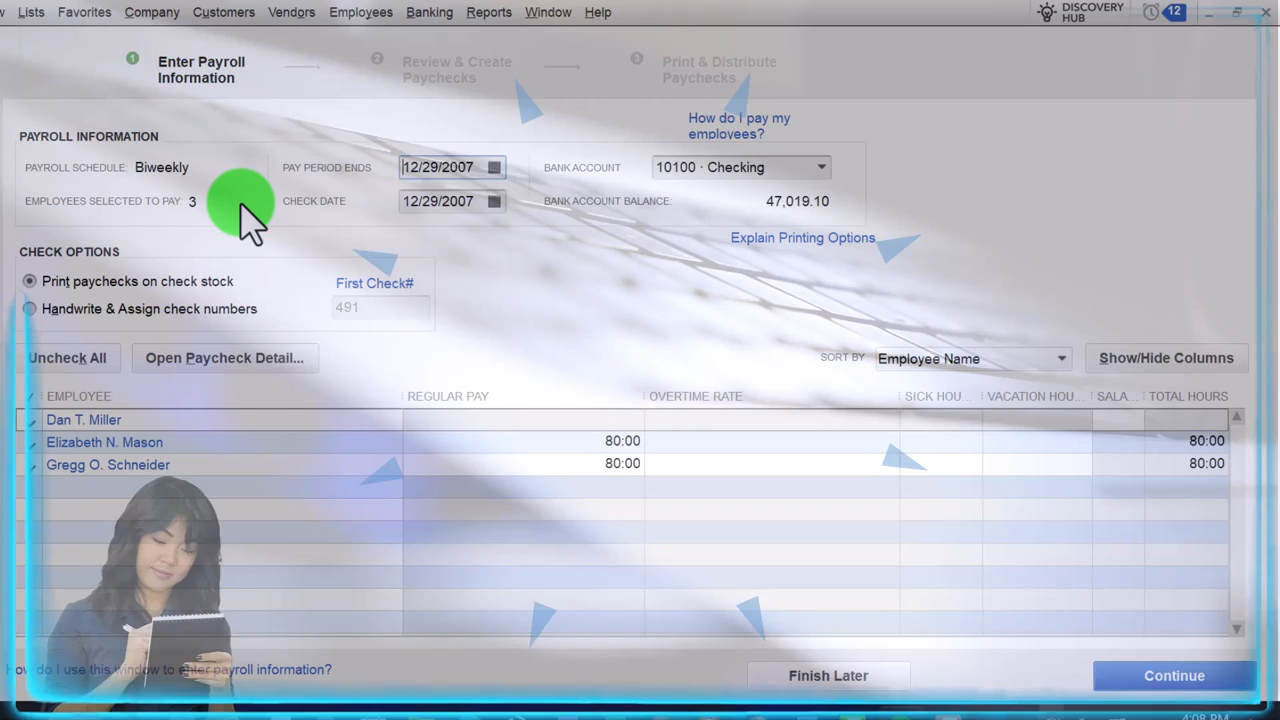 Lists Favorites Company Customers Vendors Employees Banking Reports Window Help DISCOVERY HUB 12
1 Enter Payroll Information 2 Review & Create Paychecks 3 Print & Distribute Paychecks
How do I pay my employees?
PAYROLL INFORMATION
PAYROLL SCHEDULE: Biweekly PAY PERIOD ENDS 12/29/2007 BANK ACCOUNT 10100 · Checking
EMPLOYEES SELECTED TO PAY: 3 CHECK DATE 12/29/2007 BANK ACCOUNT BALANCE: 47,019.10
Explain Printing Options
CHECK OPTIONS
Print paychecks on check stock First Check#
Handwrite & Assign check numbers 491
Uncheck All Open Paycheck Detail... SORT BY Employee Name Show/Hide Columns
EMPLOYEE REGULAR PAY OVERTIME RATE SICK HOU... VACATION HOU... SALA... TOTAL HOURS
Dan T. Miller
Elizabeth N. Mason 80:00 80:00
Gregg O. Schneider 80:00 80:00
How do I use this window to enter payroll information? Finish Later Continue
4:08 PM